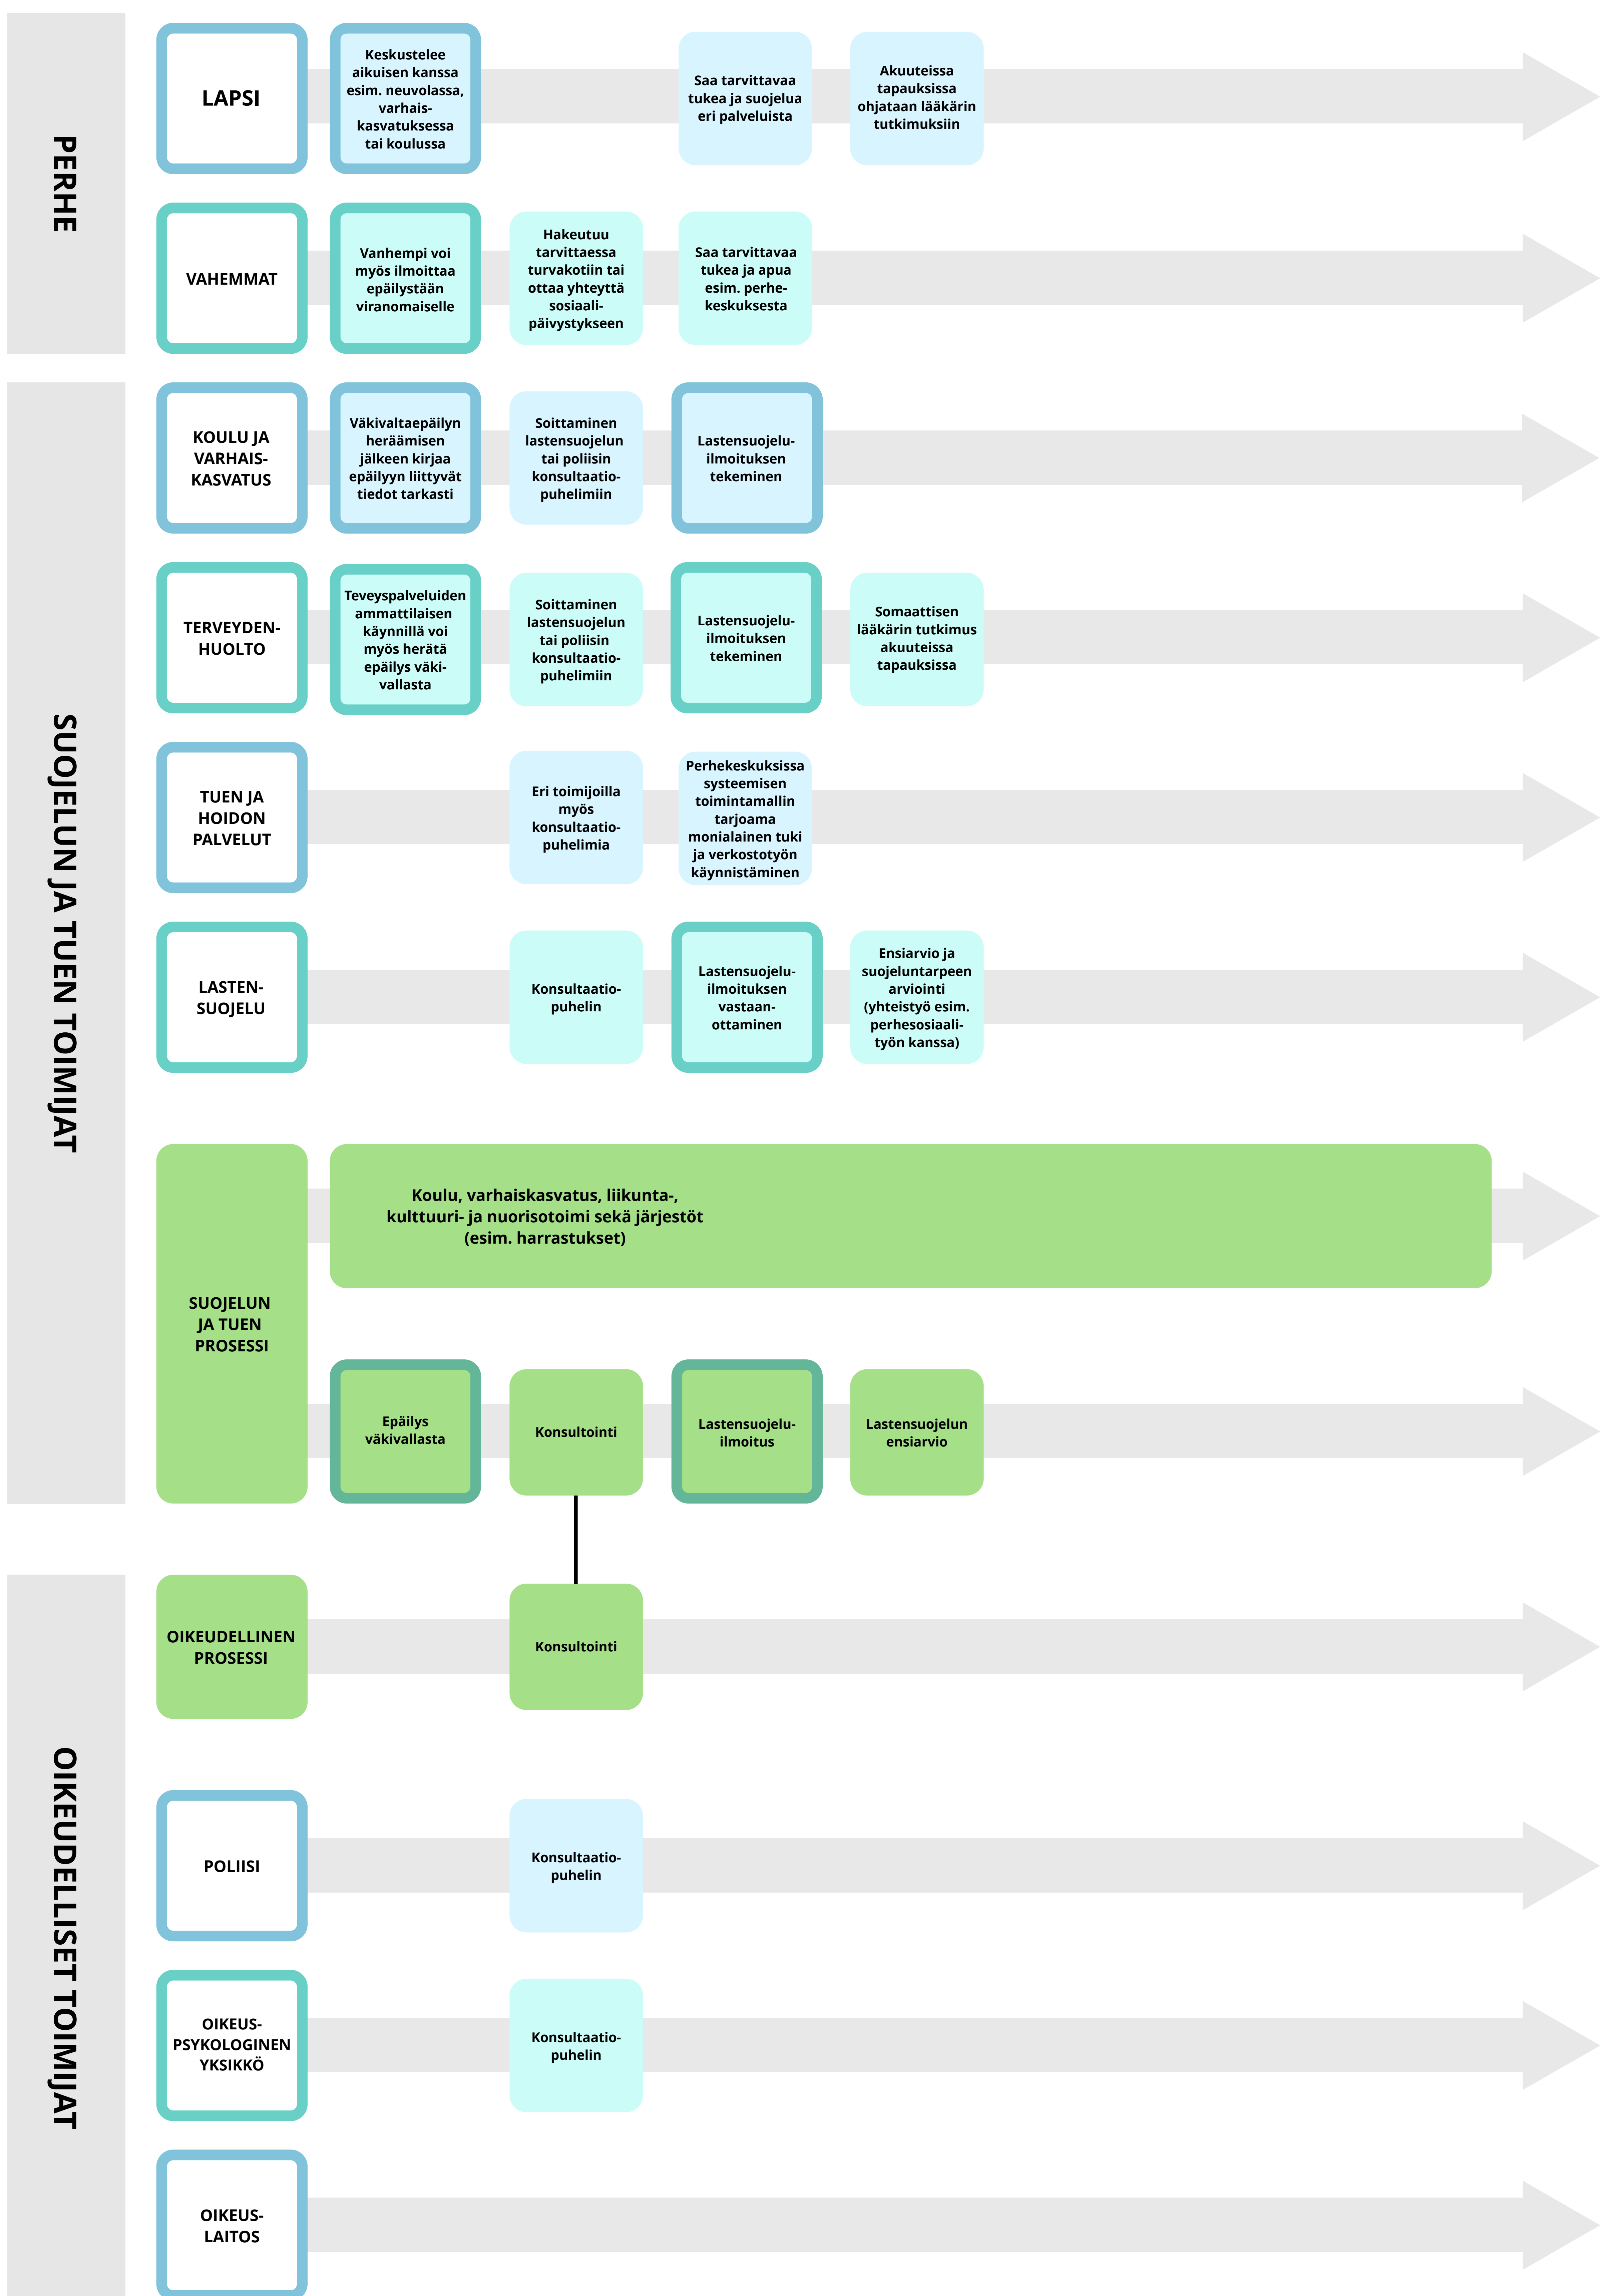 PERHE
LAPSI
Keskustelee
aikuisen kanssa
esim. neuvolassa,
varhais-
kasvatuksessa
tai koulussa
Saa tarvittavaa
tukea ja suojelua
eri palveluista
Akuuteissa
tapauksissa
ohjataan lääkärin
tutkimuksiin
VAHEMMAT
Vanhempi voi
myös ilmoittaa
epäilystään
viranomaiselle
Hakeutuu
tarvittaessa
turvakotiin tai
ottaa yhteyttä
sosiaali-
päivystykseen
Saa tarvittavaa
tukea ja apua
esim. perhe-
keskuksesta
SUOJELUN JA TUEN TOIMIJAT
KOULU JA
VARHAIS-
KASVATUS
Väkivaltaepäilyn
heräämisen
jälkeen kirjaa
epäilyyn liittyvät
tiedot tarkasti
Soittaminen
lastensuojelun
tai poliisin
konsultaatio-
puhelimiin
Lastensuojelu-
ilmoituksen
tekeminen
TERVEYDEN-
HUOLTO
Teveyspalveluiden
ammattilaisen
käynnillä voi
myös herätä
epäilys väki-
vallasta
Soittaminen
lastensuojelun
tai poliisin
konsultaatio-
puhelimiin
Lastensuojelu-
ilmoituksen
tekeminen
Somaattisen
lääkärin tutkimus
akuuteissa
tapauksissa
TUEN JA
HOIDON
PALVELUT
Eri toimijoilla
myös
konsultaatio-
puhelimia
Perhekeskuksissa
systeemisen
toimintamallin
tarjoama
monialainen tuki
ja verkostotyön
käynnistäminen
LASTEN-
SUOJELU
Konsultaatio-
puhelin
Lastensuojelu-
ilmoituksen
vastaan-
ottaminen
Ensiarvio ja
suojeluntarpeen
arviointi
(yhteistyö esim.
perhesosiaali-
työn kanssa)
SUOJELUN
JA TUEN
PROSESSI
Koulu, varhaiskasvatus, liikunta-,
kulttuuri- ja nuorisotoimi sekä järjestöt
(esim. harrastukset)
Epäilys
väkivallasta
Konsultointi
Lastensuojelu-
ilmoitus
Lastensuojelun
ensiarvio
OIKEUDELLISET TOIMIJAT
OIKEUDELLINEN
PROSESSI
Konsultointi
POLIISI
Konsultaatio-
puhelin
OIKEUS-
PSYKOLOGINEN
YKSIKKÖ
Konsultaatio-
puhelin
OIKEUS-
LAITOS